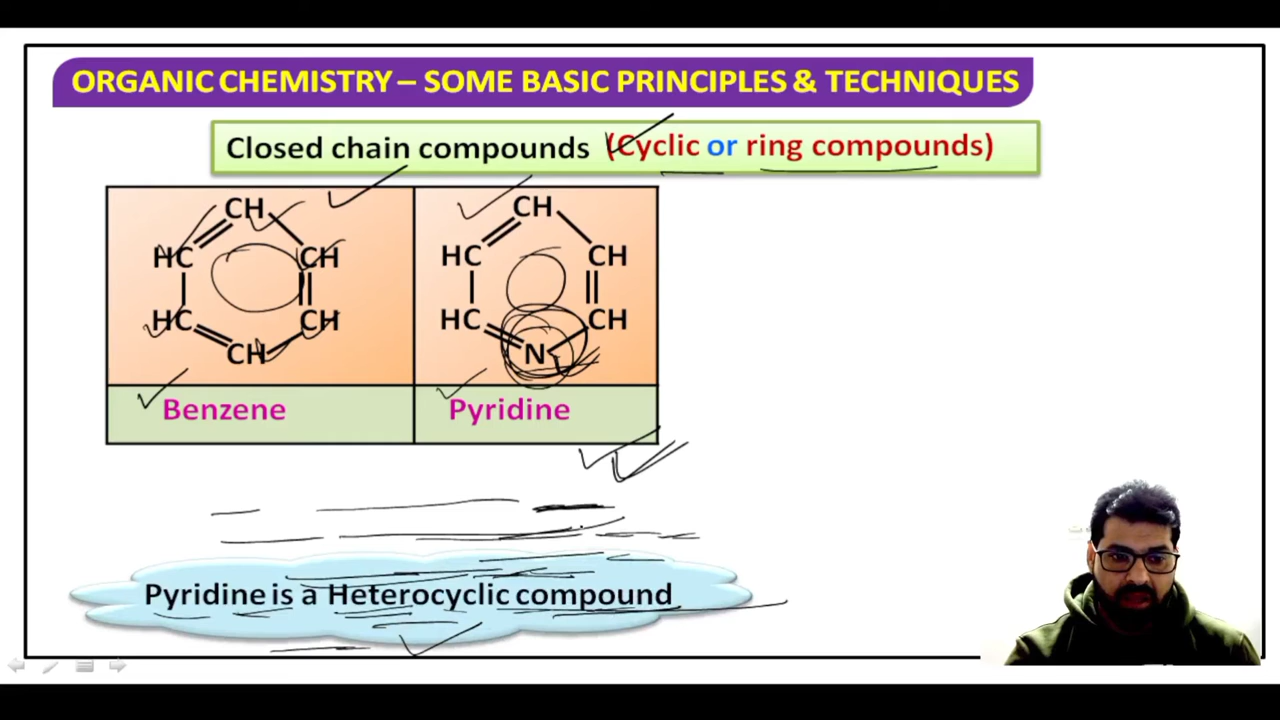 ORGANIC CHEMISTRY – SOME BASIC PRINCIPLES & TECHNIQUES
Closed chain compounds (Cyclic or ring compounds)
CH
HC CH
HC CH
CH
Benzene
CH
HC CH
HC CH
N
Pyridine
Pyridine is a Heterocyclic compound